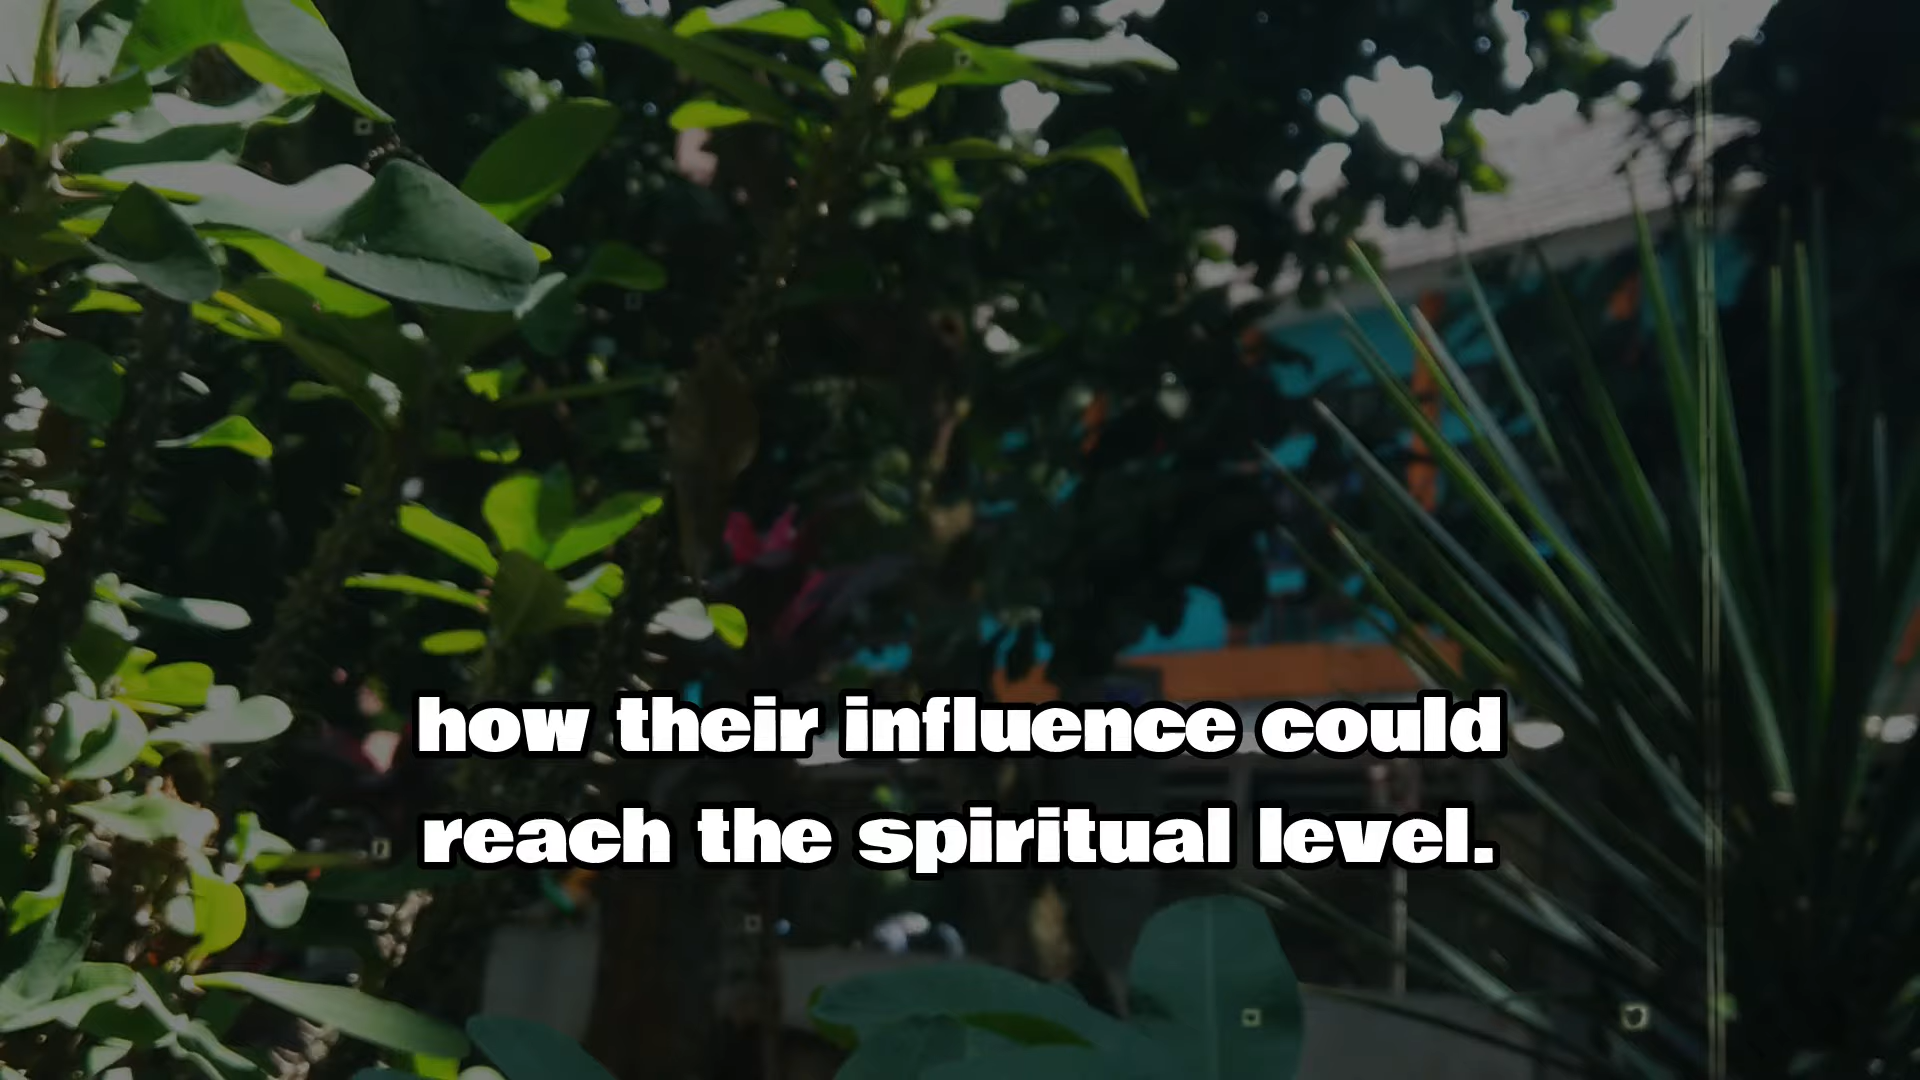 how their influence could
reach the spiritual level.